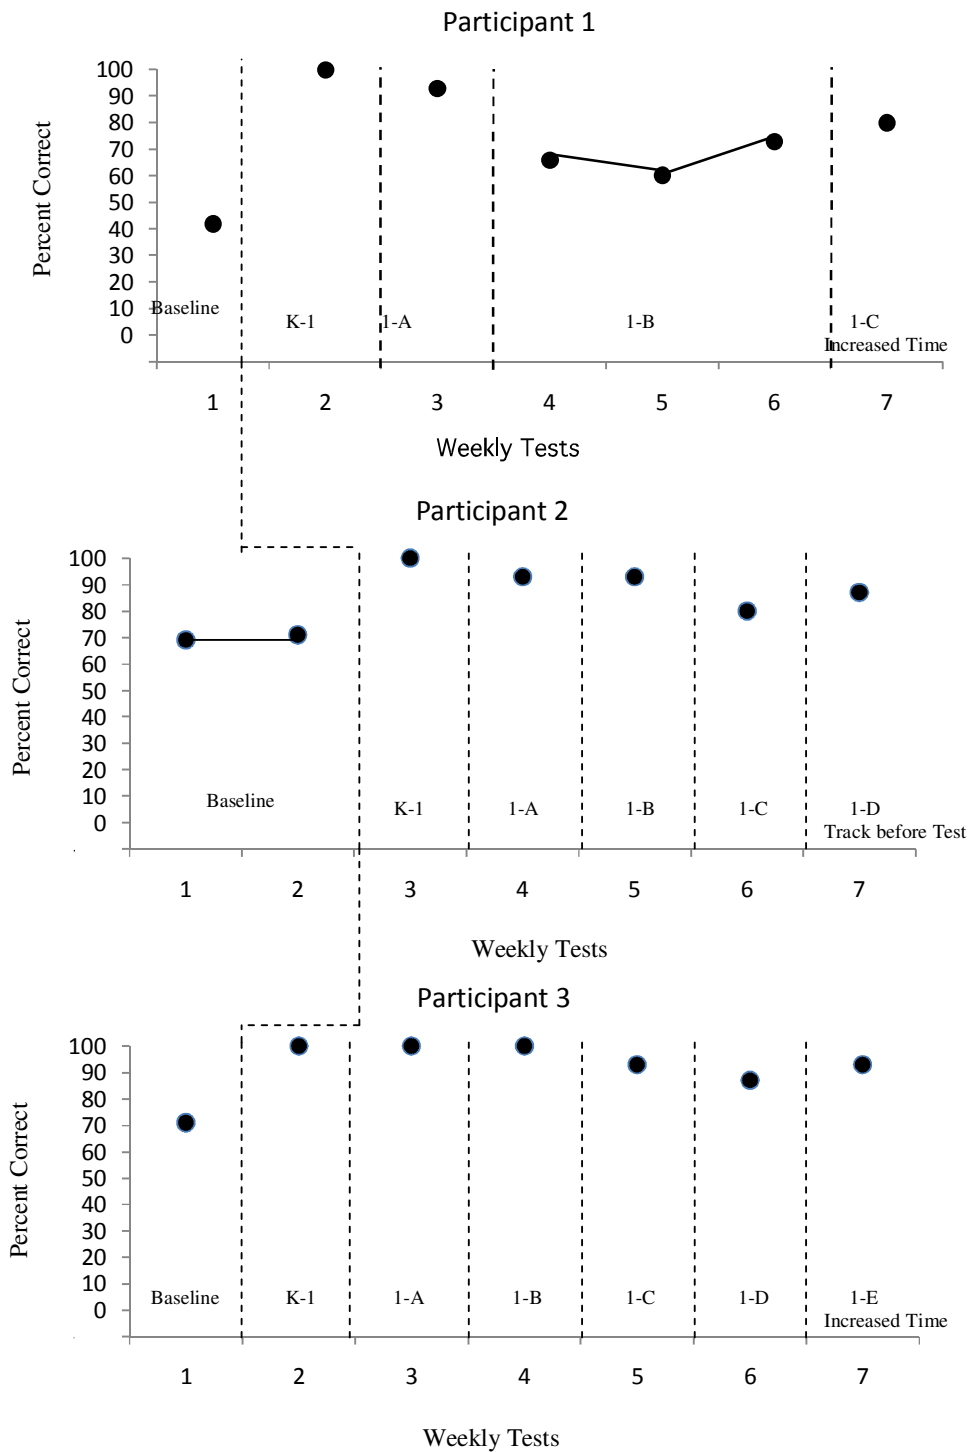 Participant 1
Percent Correct
100
90
80
70
60
50
40
30
20
10
0
Baseline
K-1
1-A
1-B
1-C
Increased Time
1 2 3 4 5 6 7
Weekly Tests
Participant 2
Percent Correct
100
90
80
70
60
50
40
30
20
10
0
Baseline
K-1
1-A
1-B
1-C
1-D
Track before Test
1 2 3 4 5 6 7
Weekly Tests
Participant 3
Percent Correct
100
90
80
70
60
50
40
30
20
10
0
Baseline
K-1
1-A
1-B
1-C
1-D
1-E
Increased Time
1 2 3 4 5 6 7
Weekly Tests